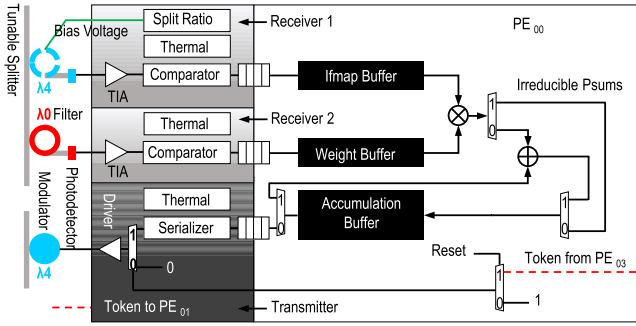 Tunable Splitter
Bias Voltage
Split Ratio
Receiver 1
PE 00
Thermal
λ4
TIA
Comparator
Ifmap Buffer
Irreducible Psums
1
0
λ0 Filter
Thermal
Receiver 2
TIA
Comparator
Weight Buffer
Modulator
Photodetector
Driver
Thermal
Serializer
1
0
Accumulation
Buffer
1
0
λ4
1
0
0
Reset
Token from PE 03
1
0
1
Token to PE 01
Transmitter